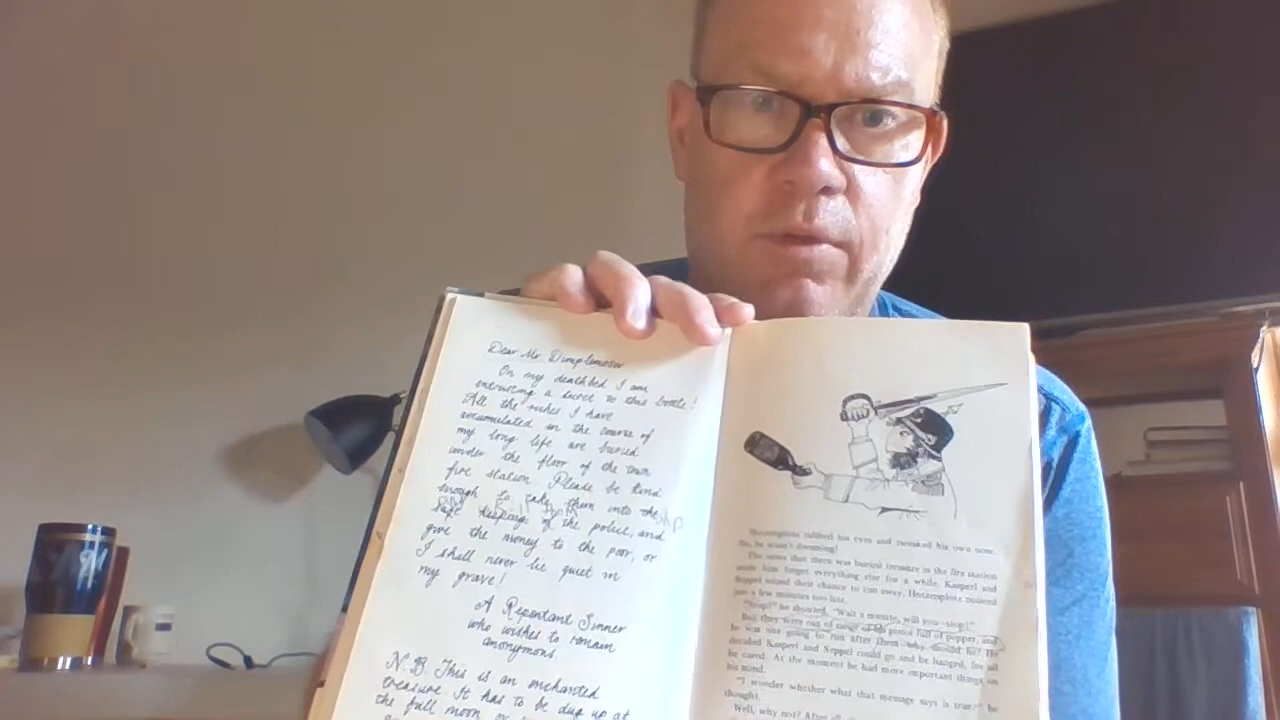 Dear Mr. Dimplemoser
On my deathbed I am
entrusting a secret to this bottle!
All the riches I have
accumulated in the course of
my long life are buried
under the floor of the town
fire station. Please be kind
enough to take them into the
safe keeping of the police, and
give the money to the poor, or
I shall never lie quiet in
my grave!
A Repentant Sinner
who wishes to remain
anonymous.
N.B. This is an enchanted
treasure. It has to be dug up at
the full moon
Hotzenplotz rubbed his eyes and tweaked his own nose.
No, he wasn't dreaming!
The news that there was buried treasure in the fire station
made him forget everything else for a while. Kasperl and
Seppel seized their chance to run away. Hotzenplotz noticed
just a few minutes too late.
"Stop!" he shouted. "Wait a minute, will you—stop!"
But they were out of range of his pistol full of pepper, and
he was not going to run after them—why should he? He
decided Kasperl and Seppel could go and be hanged, for all
he cared. At the moment he had more important things on
his mind.
"I wonder whether what that message says is true?" he
thought.
Well, why not? After all